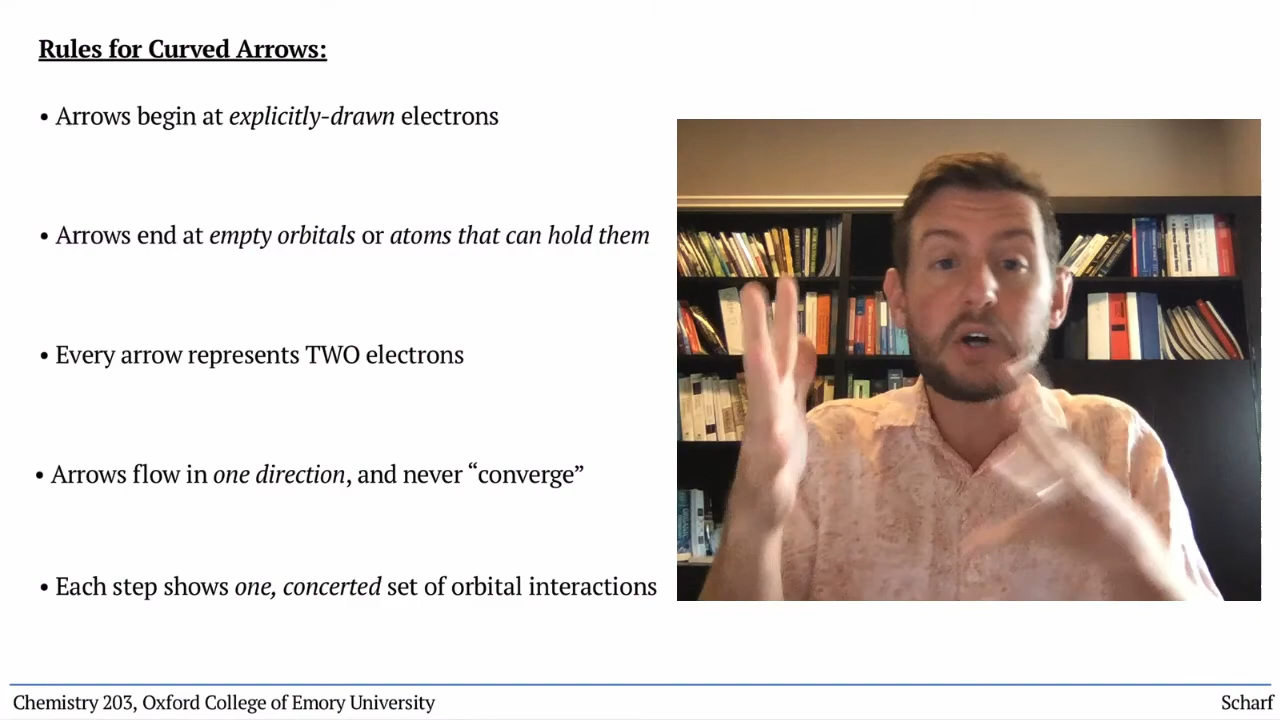 Rules for Curved Arrows:
• Arrows begin at explicitly-drawn electrons
• Arrows end at empty orbitals or atoms that can hold them
• Every arrow represents TWO electrons
• Arrows flow in one direction, and never “converge”
• Each step shows one, concerted set of orbital interactions
Chemistry 203, Oxford College of Emory University
Scharf